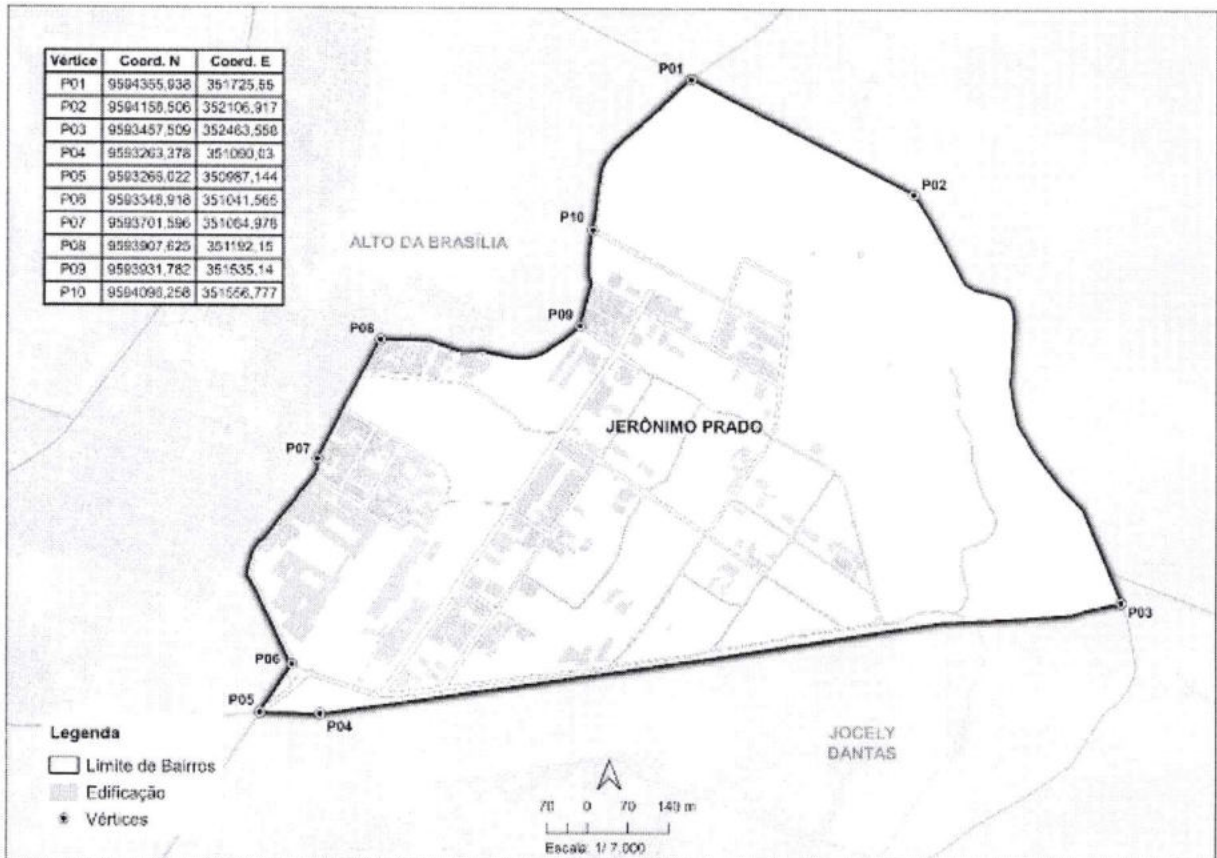 Vértice Coord. N Coord. E
P01 9594355,938 351725,55
P02 9594158,506 352106,917
P03 9593457,509 352463,558
P04 9593263,378 351090,03
P05 9593266,022 350987,144
P06 9593348,918 351041,565
P07 9593701,596 351084,978
P08 9593907,625 351192,15
P09 9593931,782 351535,14
P10 9594096,258 351556,777
P01
P02
P10
ALTO DA BRASÍLIA
P09
P08
JERÔNIMO PRADO
P07
P03
P06
P05
P04
Legenda
Limite de Bairros
Edificação
Vértices
JOCELY
DANTAS
70 0 70 140 m
Escala: 1/ 7.000